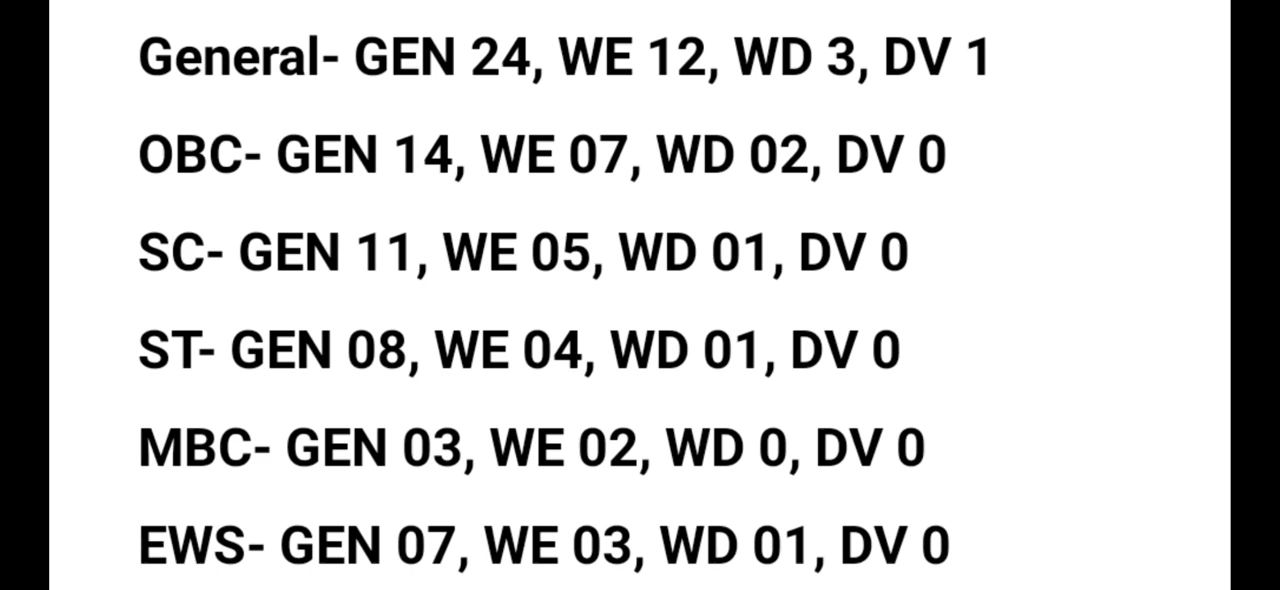 General- GEN 24, WE 12, WD 3, DV 1
OBC- GEN 14, WE 07, WD 02, DV 0
SC- GEN 11, WE 05, WD 01, DV 0
ST- GEN 08, WE 04, WD 01, DV 0
MBC- GEN 03, WE 02, WD 0, DV 0
EWS- GEN 07, WE 03, WD 01, DV 0